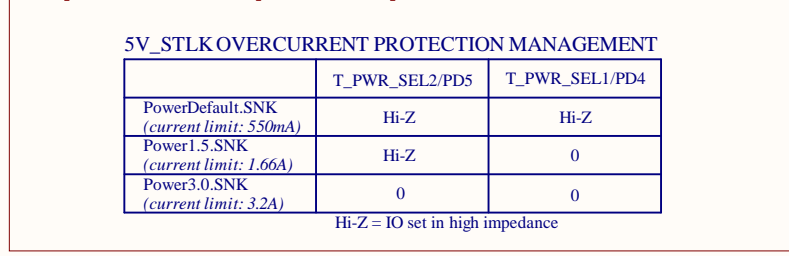 5V_STLK OVERCURRENT PROTECTION MANAGEMENT
T_PWR_SEL2/PD5 T_PWR_SEL1/PD4
PowerDefault.SNK
(current limit: 550mA)
Hi-Z Hi-Z
Power1.5.SNK
(current limit: 1.66A)
Hi-Z 0
Power3.0.SNK
(current limit: 3.2A)
0 0
Hi-Z = IO set in high impedance